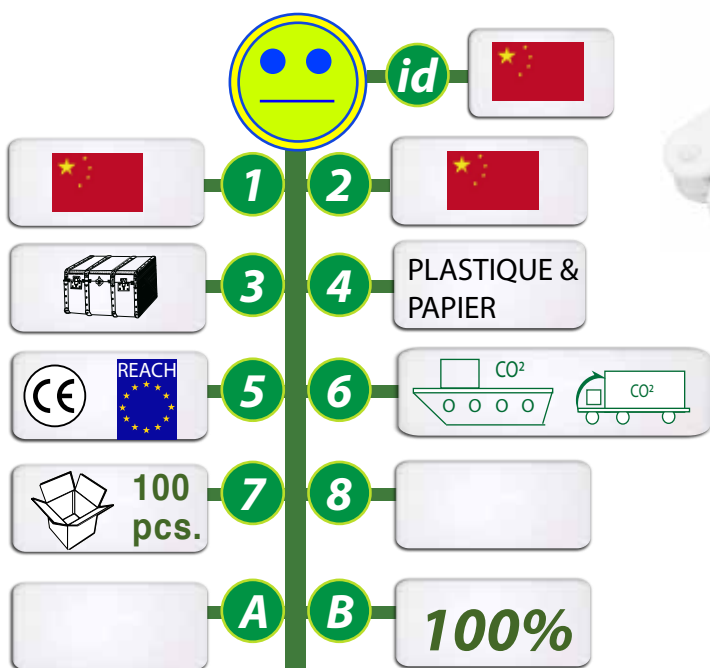 id
1
2
3
4
PLASTIQUE &
PAPIER
CE
REACH
5
6
CO²
CO²
7
100
pcs.
8
A
B
100%